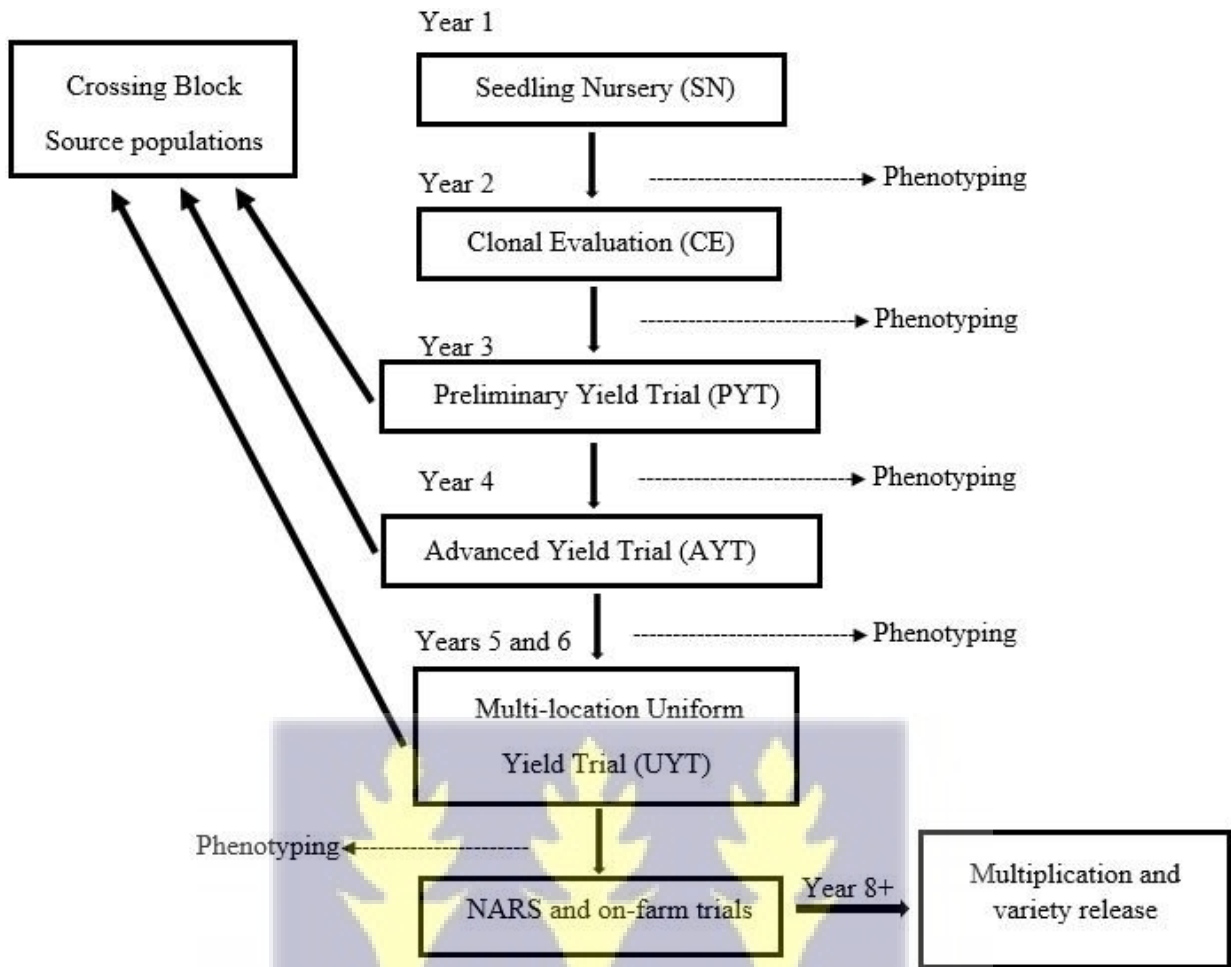 Year 1
Crossing Block
Source populations
Seedling Nursery (SN)
Phenotyping
Year 2
Clonal Evaluation (CE)
Phenotyping
Year 3
Preliminary Yield Trial (PYT)
Phenotyping
Year 4
Advanced Yield Trial (AYT)
Phenotyping
Years 5 and 6
Multi-location Uniform
Yield Trial (UYT)
Phenotyping
NARS and on-farm trials
Year 8+
Multiplication and
variety release